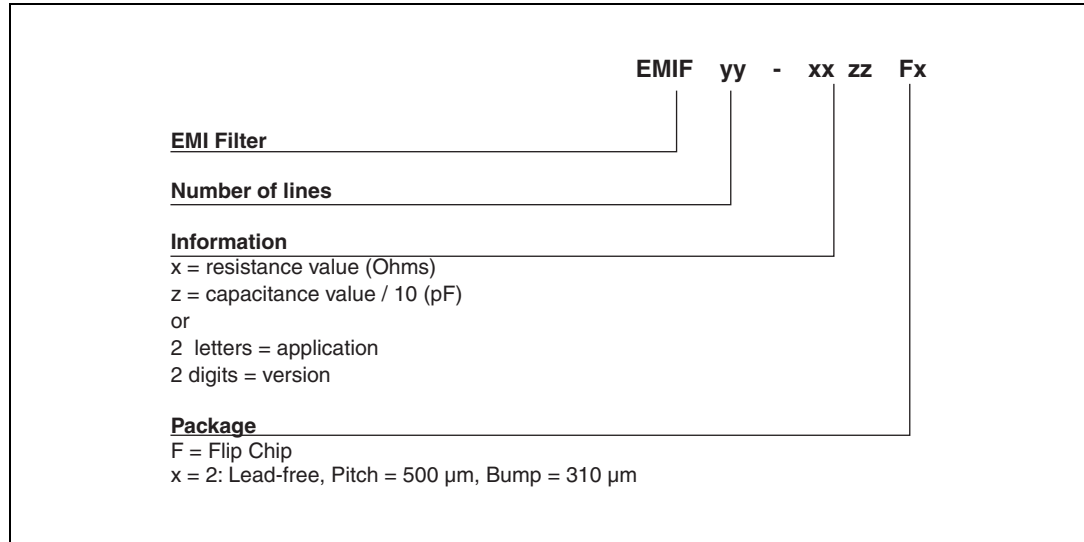 EMIF yy - xx zz Fx
EMI Filter
Number of lines
Information
x = resistance value (Ohms)
z = capacitance value / 10 (pF)
or
2 letters = application
2 digits = version
Package
F = Flip Chip
x = 2: Lead-free, Pitch = 500 µm, Bump = 310 µm